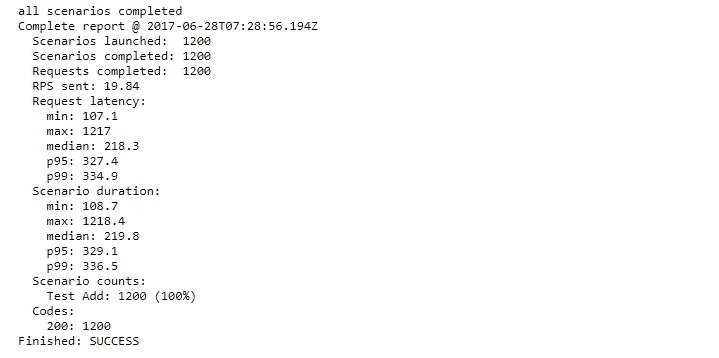 all scenarios completed
Complete report @ 2017-06-28T07:28:56.194Z
Scenarios launched: 1200
Scenarios completed: 1200
Requests completed: 1200
RPS sent: 19.84
Request latency:
min: 107.1
max: 1217
median: 218.3
p95: 327.4
p99: 334.9
Scenario duration:
min: 108.7
max: 1218.4
median: 219.8
p95: 329.1
p99: 336.5
Scenario counts:
Test Add: 1200 (100%)
Codes:
200: 1200
Finished: SUCCESS